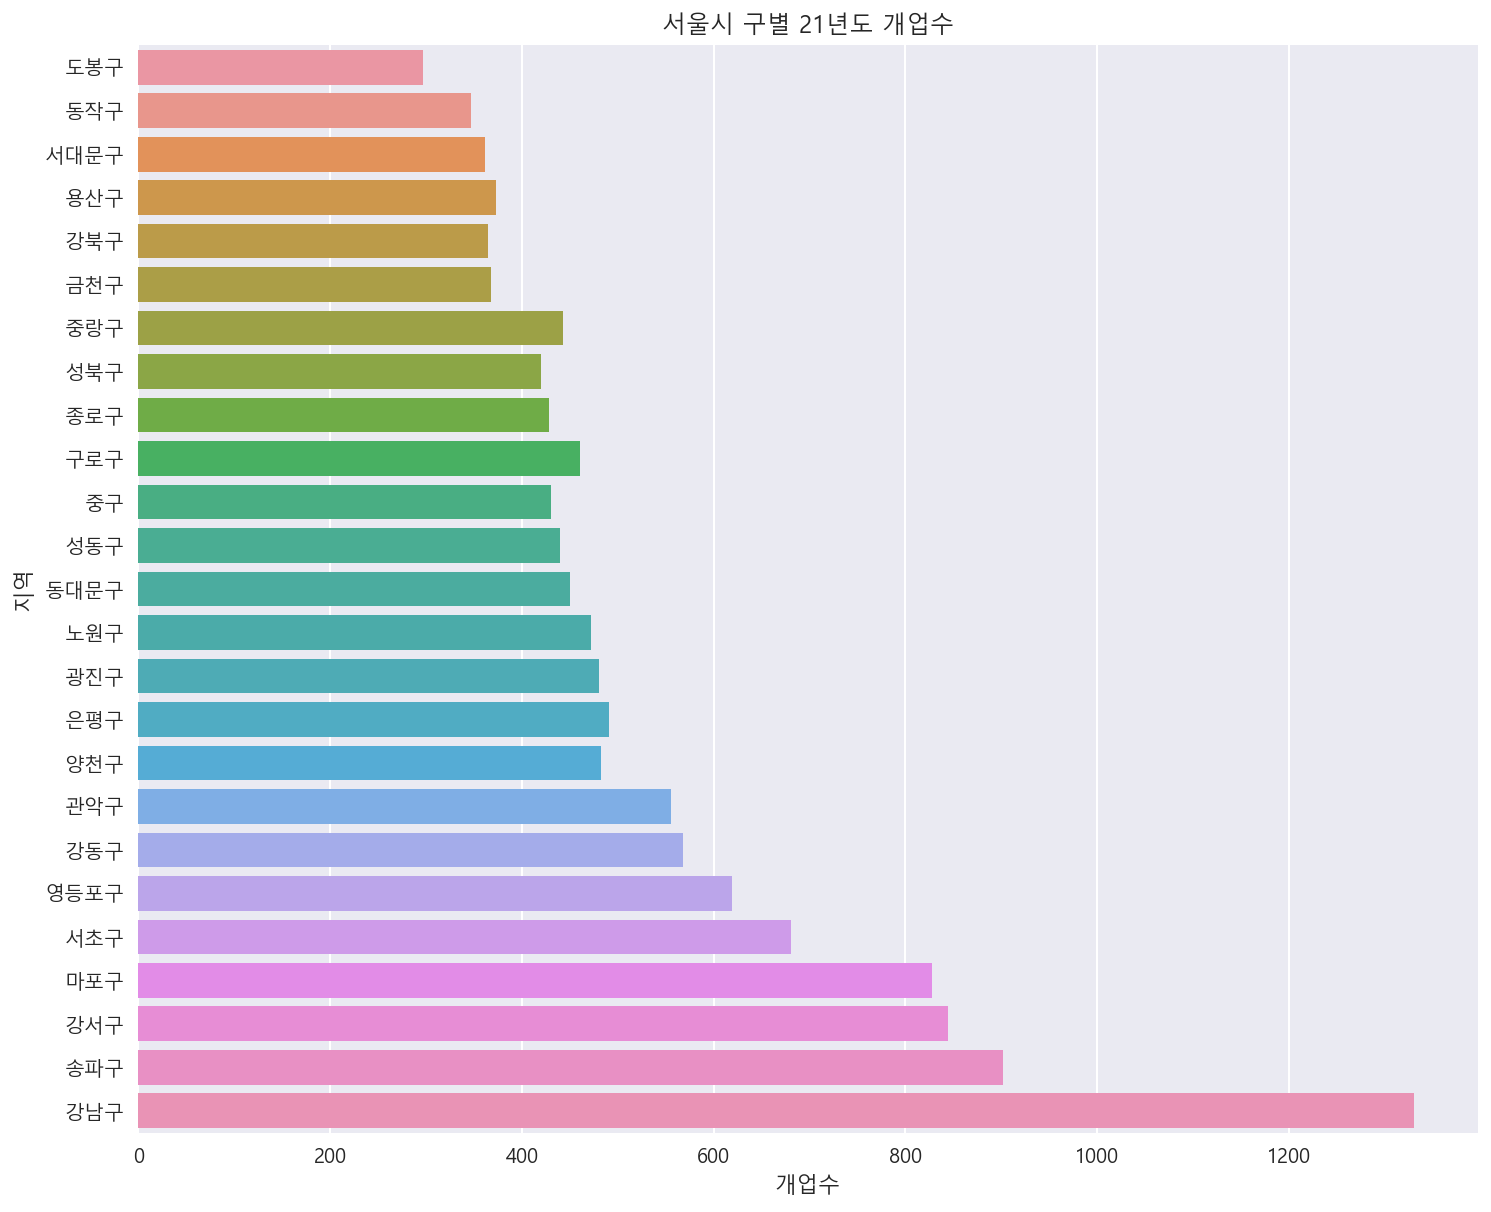 서울시 구별 21년도 개업수
도봉구
동작구
서대문구
용산구
강북구
금천구
중랑구
성북구
종로구
구로구
중구
성동구
동대문구
노원구
광진구
은평구
양천구
관악구
강동구
영등포구
서초구
마포구
강서구
송파구
강남구
지역
0 200 400 600 800 1000 1200
개업수